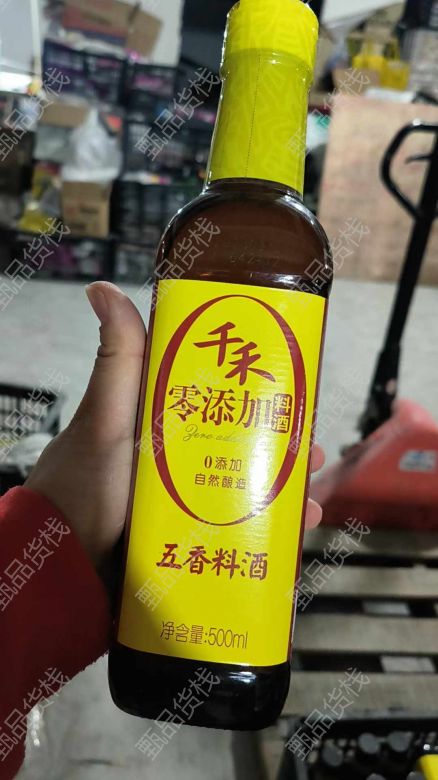 千禾
零添加料酒
Zero add
0添加
自然酿造
五香料酒
净含量:500ml
甄品货栈